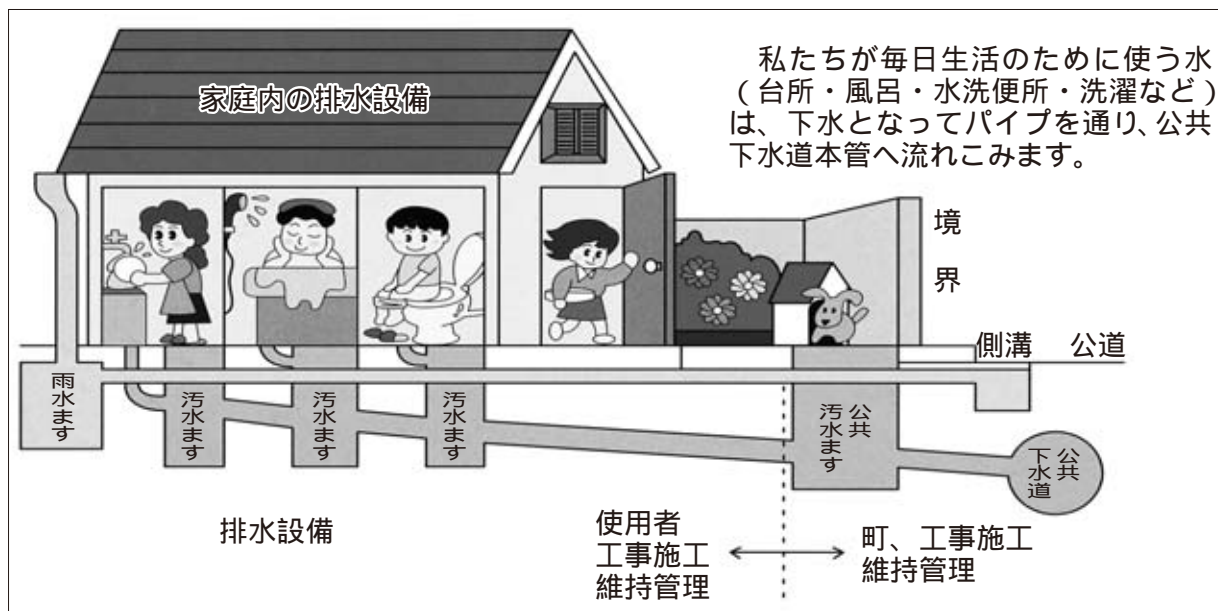 家庭内の排水設備
私たちが毎日生活のために使う水
(台所・風呂・水洗便所・洗濯など)
は、下水となってパイプを通り、公共
下水道本管へ流れこみます。
境界
側溝
公道
雨水ます
汚水ます
汚水ます
汚水ます
公共
汚水ます
公共
下水道
排水設備
使用者
工事施工
維持管理
町、工事施工
維持管理